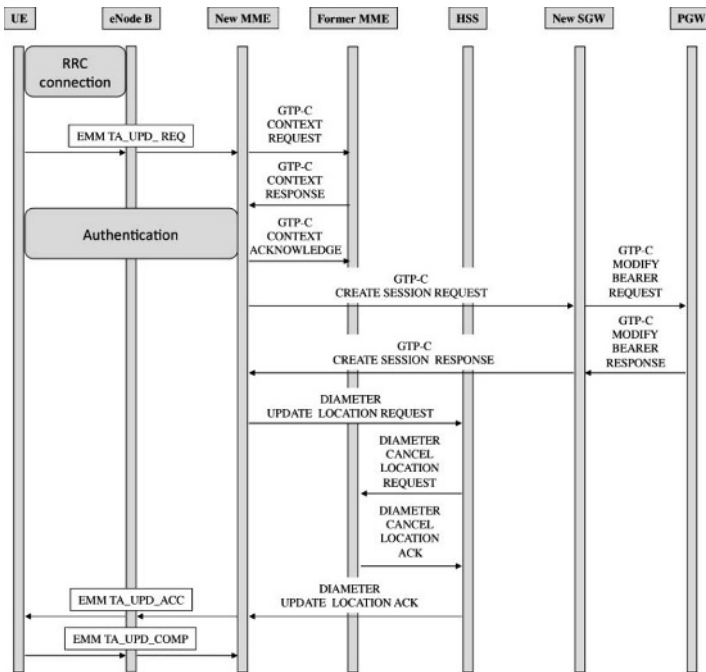 UE
eNode B
New MME
Former MME
HSS
New SGW
PGW
RRC
connection
EMM TA_UPD_ REQ
GTP-C
CONTEXT
REQUEST
GTP-C
CONTEXT
RESPONSE
Authentication
GTP-C
CONTEXT
ACKNOWLEDGE
GTP-C
CREATE SESSION REQUEST
GTP-C
MODIFY
BEARER
REQUEST
GTP-C
CREATE SESSION RESPONSE
GTP-C
MODIFY
BEARER
RESPONSE
DIAMETER
UPDATE LOCATION REQUEST
DIAMETER
CANCEL
LOCATION
REQUEST
DIAMETER
CANCEL
LOCATION
ACK
EMM TA_UPD_ACC
DIAMETER
UPDATE LOCATION ACK
EMM TA_UPD_COMP